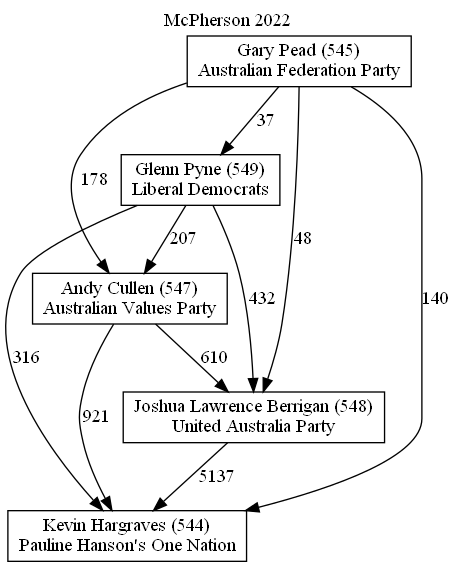 McPherson 2022
Gary Pead (545)
Australian Federation Party
37
Glenn Pyne (549)
Liberal Democrats
178
207
48
Andy Cullen (547)
Australian Values Party
432
140
316
610
921
Joshua Lawrence Berrigan (548)
United Australia Party
5137
Kevin Hargraves (544)
Pauline Hanson's One Nation